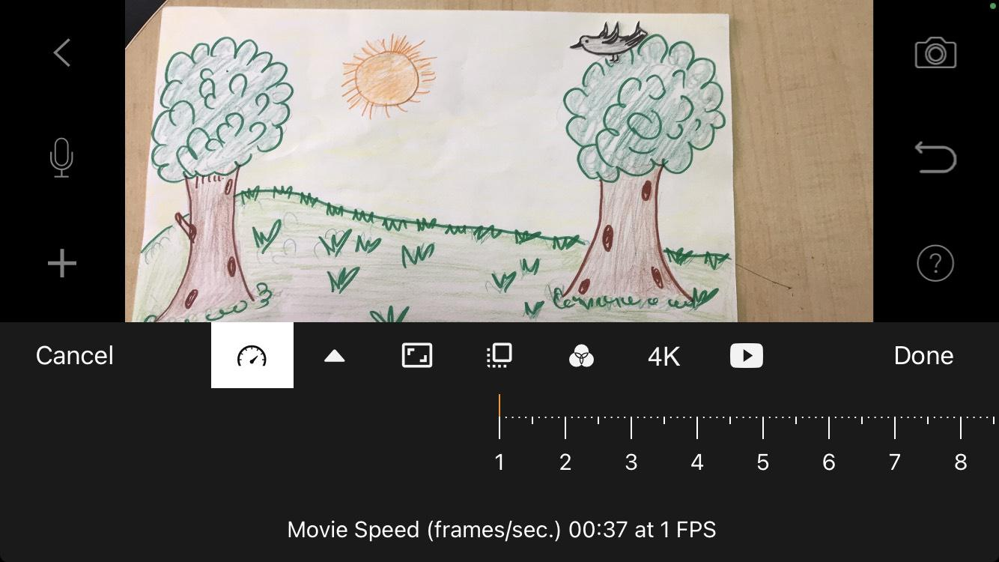 Cancel
4K
Done
1 2 3 4 5 6 7 8
Movie Speed (frames/sec.) 00:37 at 1 FPS